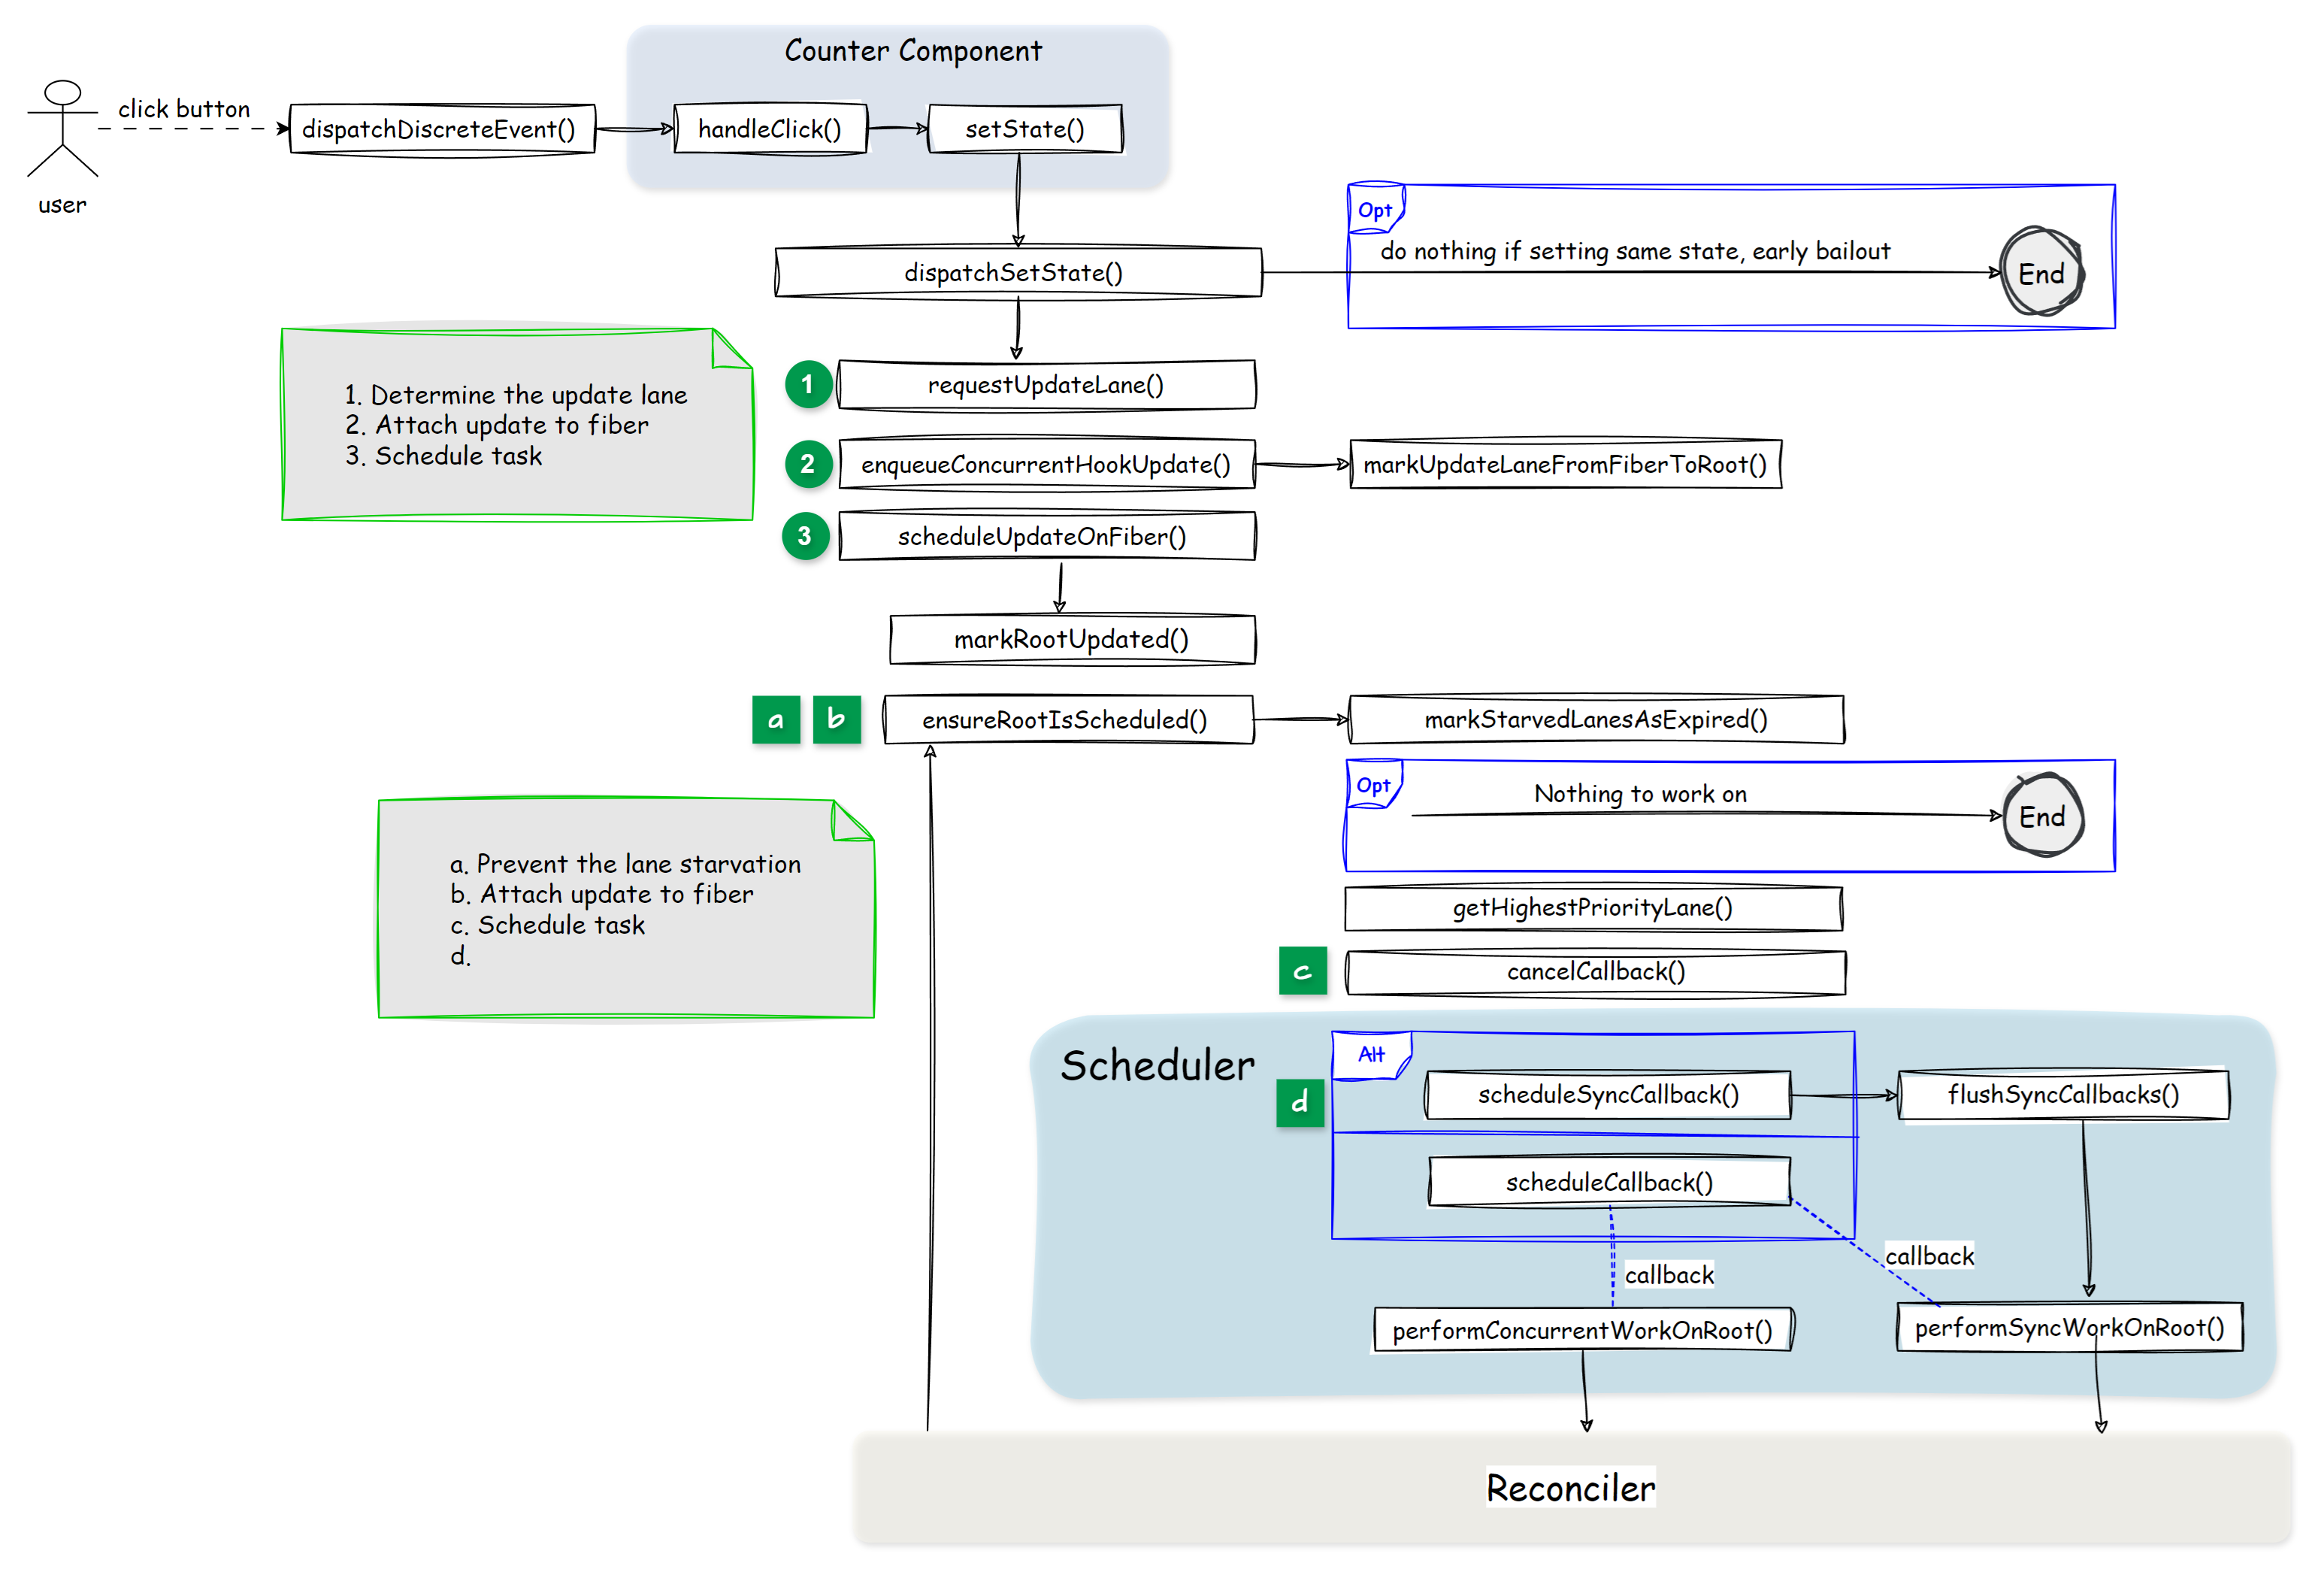 Counter Component
click button
dispatchDiscreteEvent()
handleClick()
setState()
user
Opt
do nothing if setting same state, early bailout
End
dispatchSetState()
1. Determine the update lane
2. Attach update to fiber
3. Schedule task
1
requestUpdateLane()
2
enqueueConcurrentHookUpdate()
markUpdateLaneFromFiberToRoot()
3
scheduleUpdateOnFiber()
markRootUpdated()
a
b
ensureRootIsScheduled()
markStarvedLanesAsExpired()
Opt
Nothing to work on
End
a. Prevent the lane starvation
b. Attach update to fiber
c. Schedule task
d.
getHighestPriorityLane()
c
cancelCallback()
Scheduler
Alt
d
scheduleSyncCallback()
flushSyncCallbacks()
scheduleCallback()
callback
callback
performConcurrentWorkOnRoot()
performSyncWorkOnRoot()
Reconciler